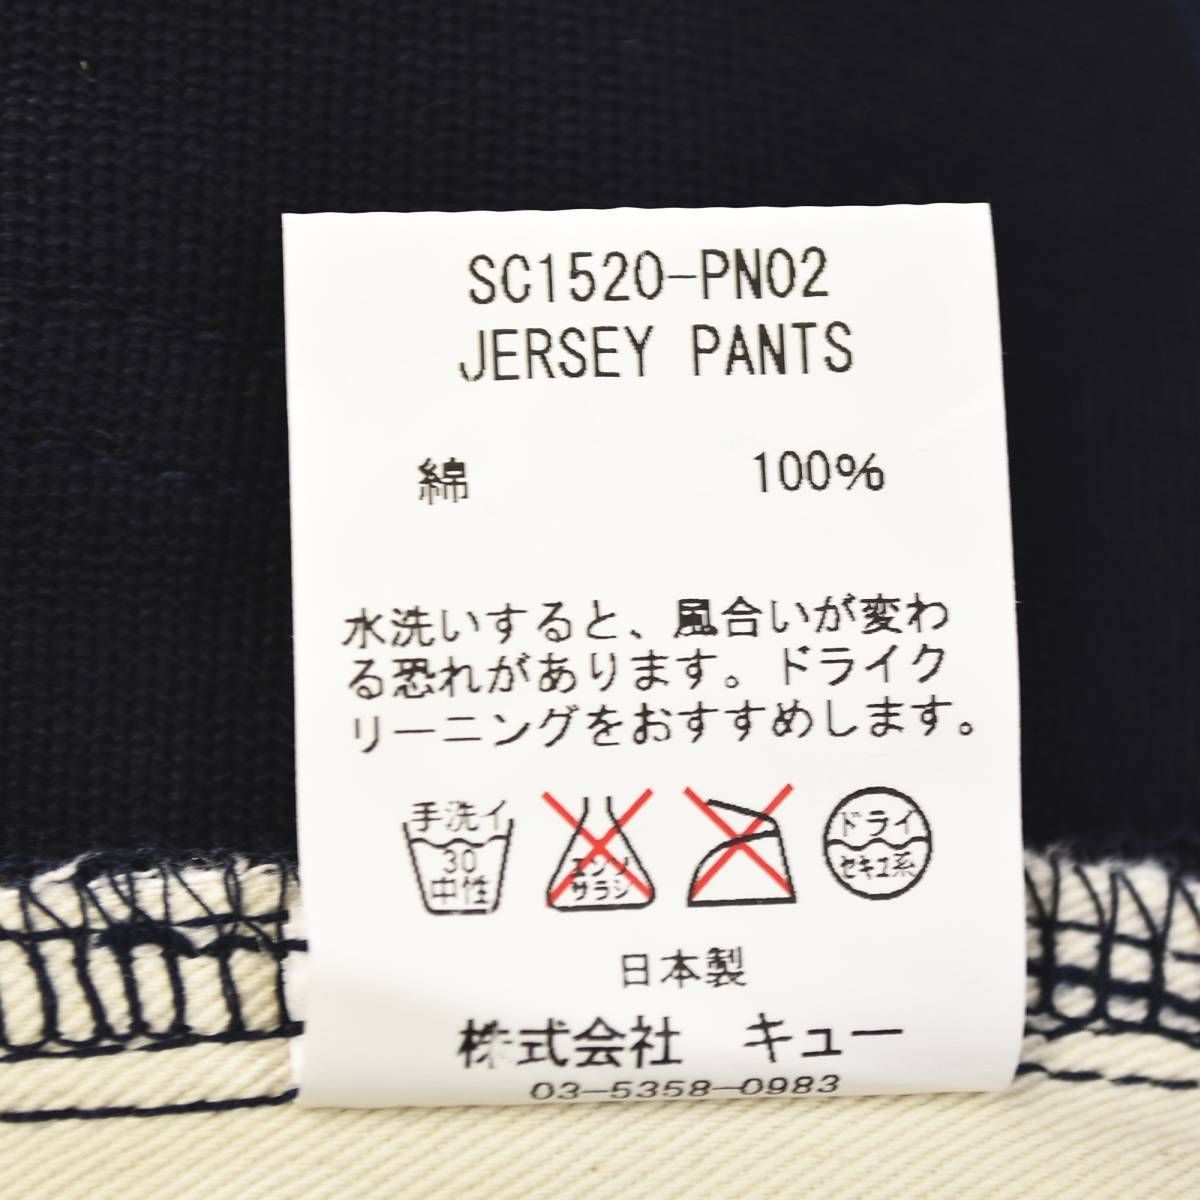 SC1520-PN02
JERSEY PANTS
綿 100%
水洗いすると、風合いが変わ
る恐れがあります。ドライク
リーニングをおすすめします。
手洗イ
30
中性
エンソ
サラシ
ドライ
セキユ系
日本製
株式会社 キュー
03-5358-0983